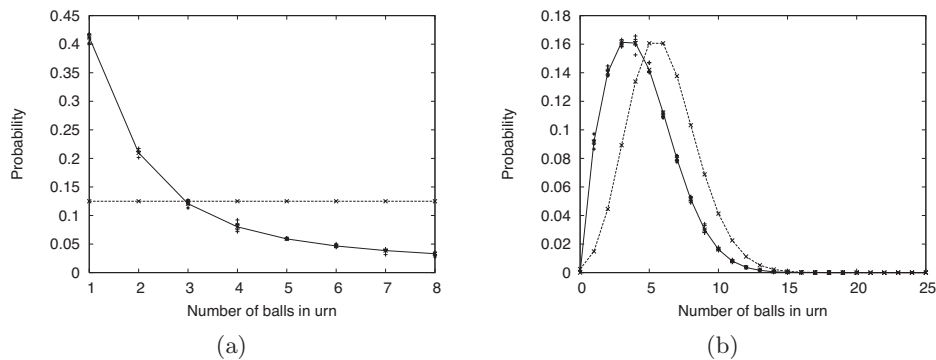 0.45
0.4
0.35
0.3
0.25
0.2
0.15
0.1
0.05
0
Probability
1 2 3 4 5 6 7 8
Number of balls in urn
(a)
0.18
0.16
0.14
0.12
0.1
0.08
0.06
0.04
0.02
0
Probability
0 5 10 15 20 25
Number of balls in urn
(b)